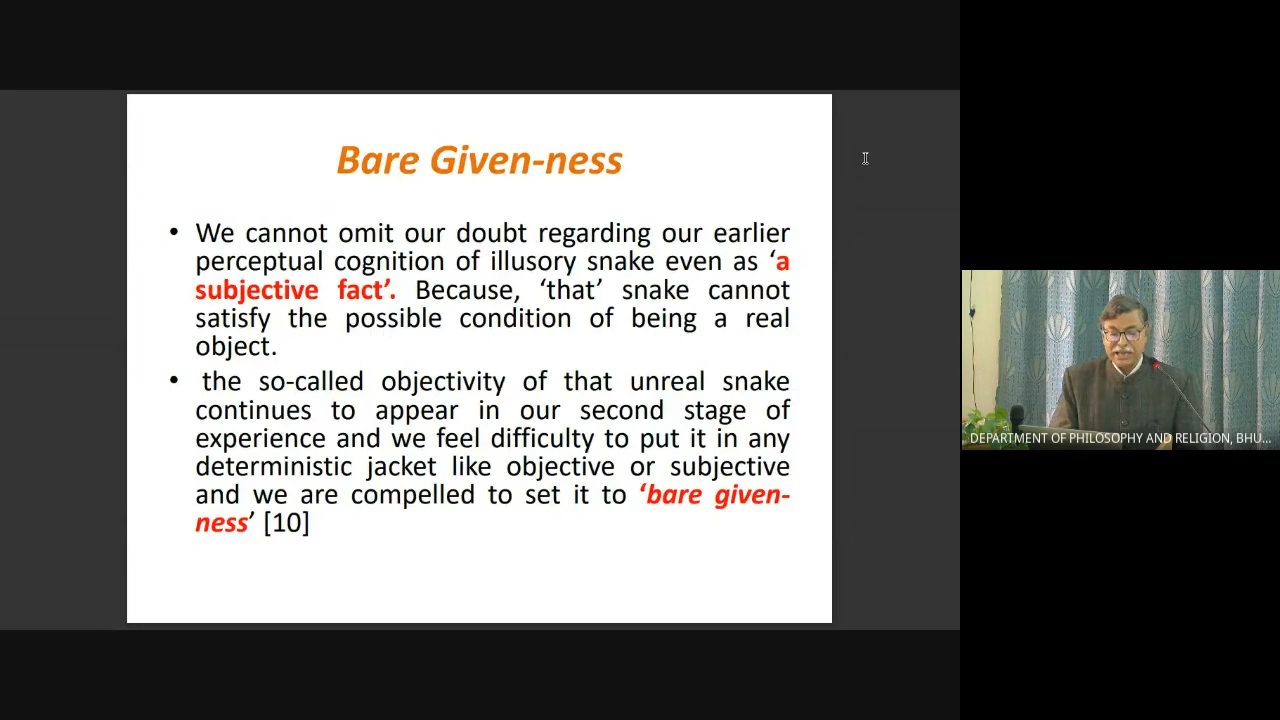 Bare Given-ness
• We cannot omit our doubt regarding our earlier
perceptual cognition of illusory snake even as ‘a
subjective fact’. Because, ‘that’ snake cannot
satisfy the possible condition of being a real
object.
• the so-called objectivity of that unreal snake
continues to appear in our second stage of
experience and we feel difficulty to put it in any
deterministic jacket like objective or subjective
and we are compelled to set it to ‘bare given-
ness’ [10]
DEPARTMENT OF PHILOSOPHY AND RELIGION, BHU...